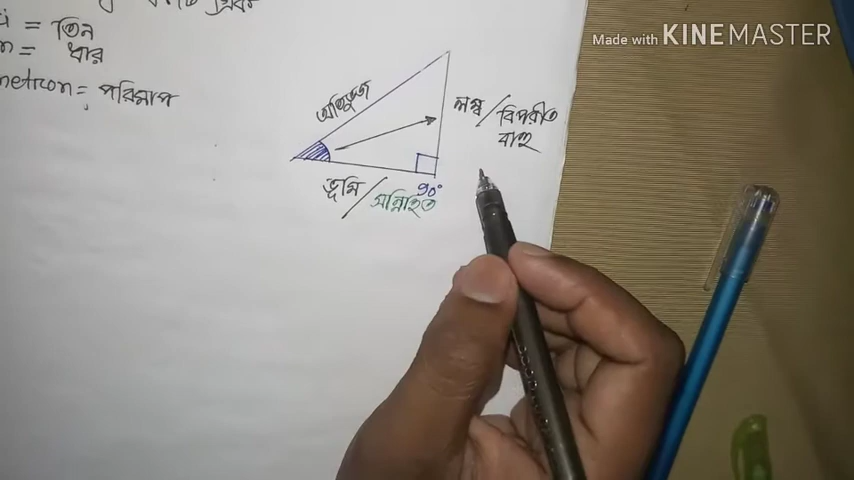 = তিন
= ধার
metron = পরিমাপ
অতিভুজ
লম্ব/বিপরীত
বাহু
ভূমি/সন্নিহিত
90°
Made with KINEMASTER